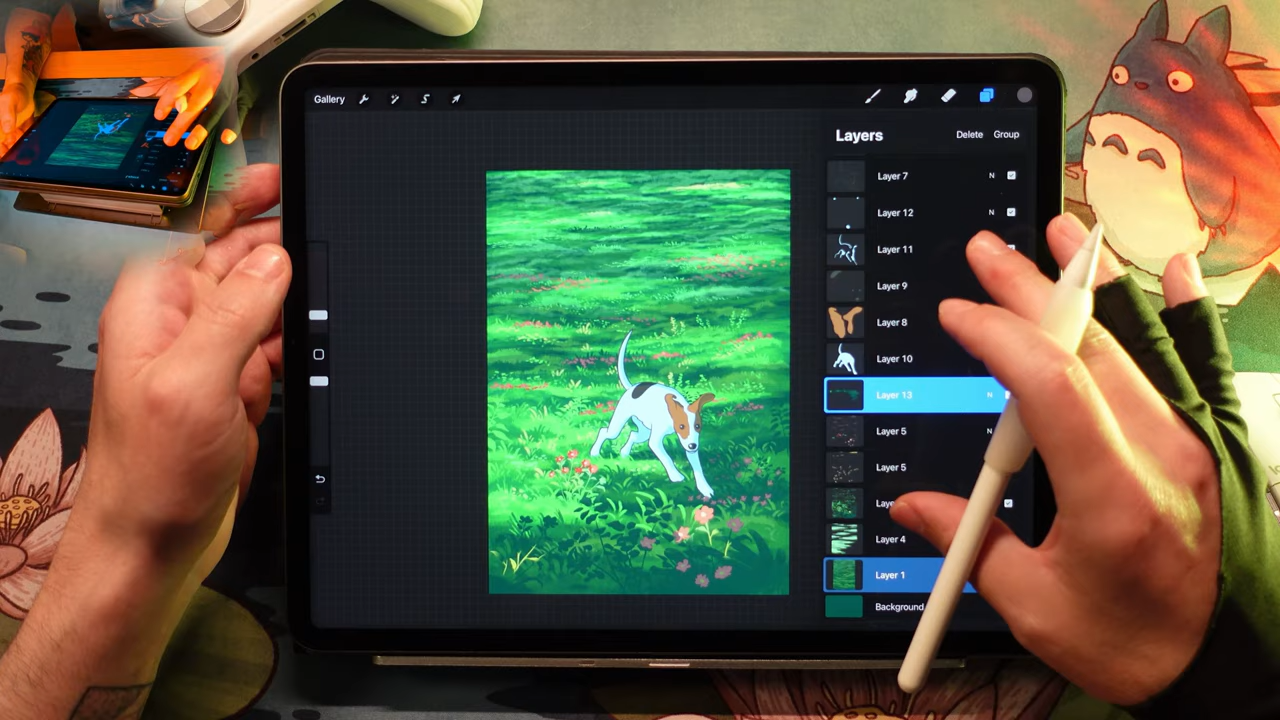 Gallery
Layers Delete Group
Layer 7 N
Layer 12 N
Layer 11
Layer 9
Layer 8
Layer 10
Layer 13 N
Layer 5 N
Layer 5
Layer 4
Layer 1
Background